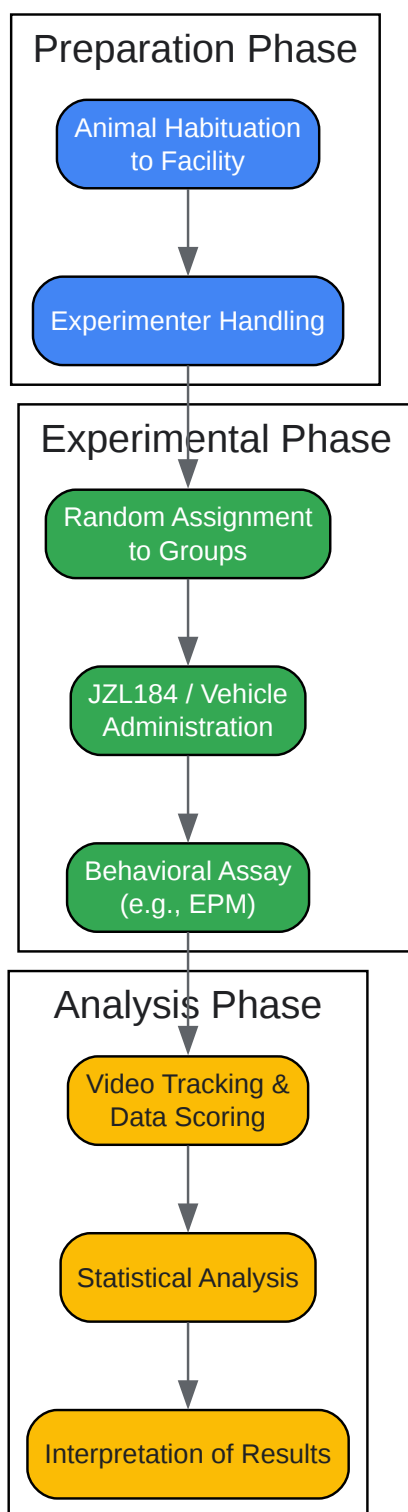 Preparation Phase
Animal Habituation
to Facility
Experimenter Handling
Experimental Phase
Random Assignment
to Groups
JZL184 / Vehicle
Administration
Behavioral Assay
(e.g., EPM)
Analysis Phase
Video Tracking &
Data Scoring
Statistical Analysis
Interpretation of Results